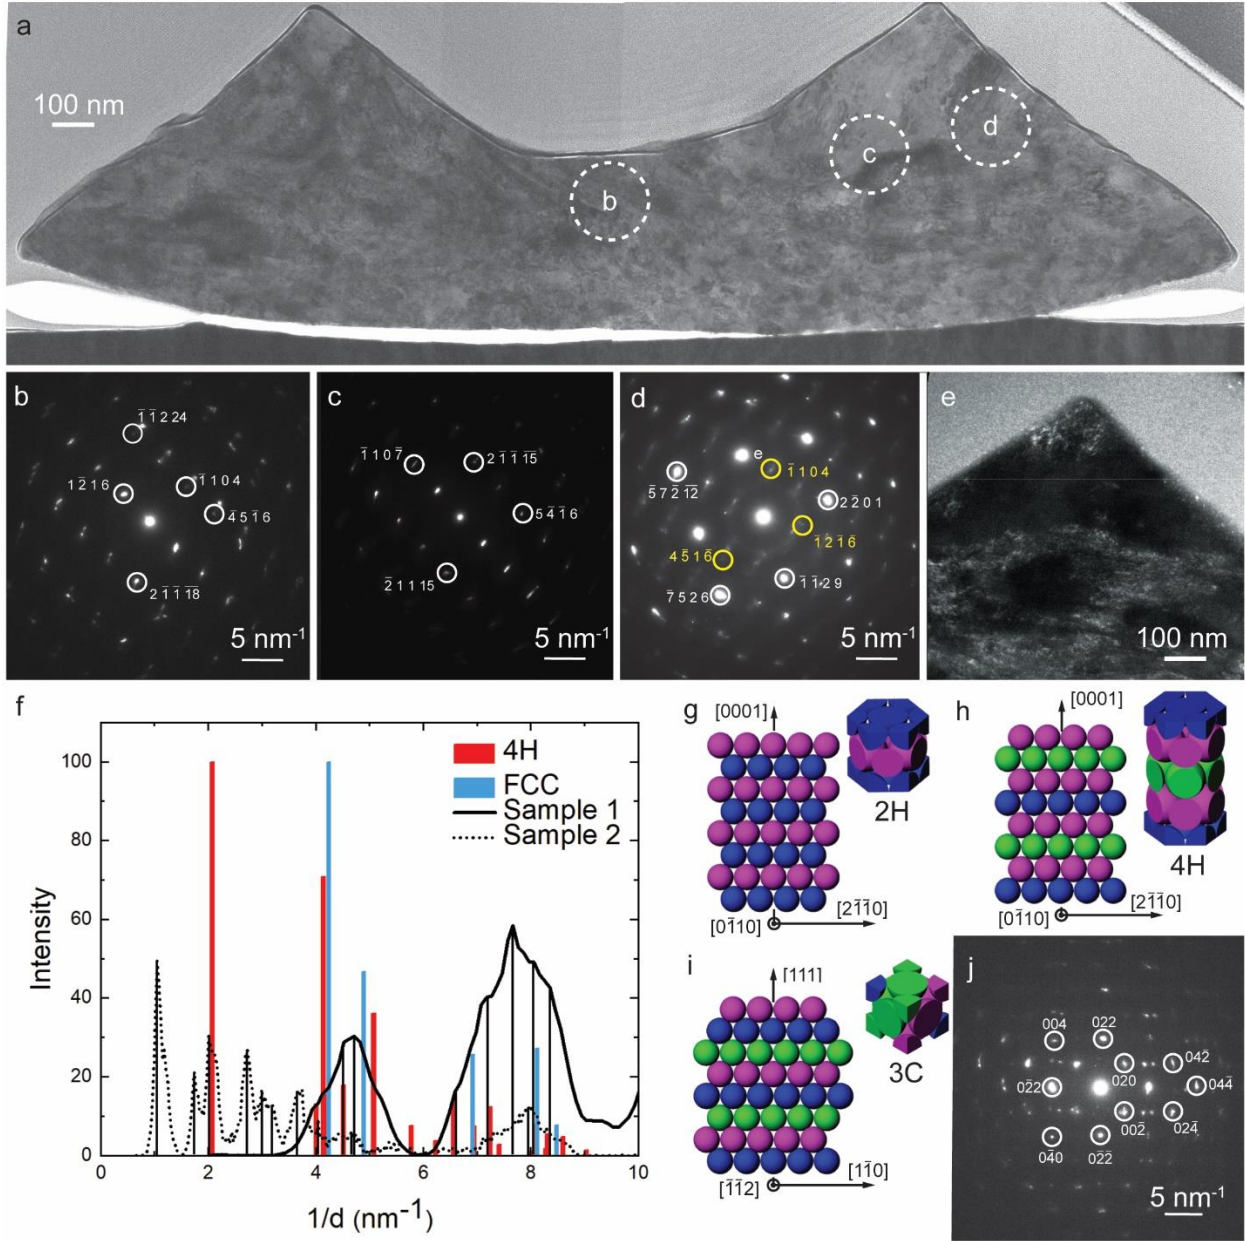 a
100 nm
b
c
d
b
1̄ 1̄ 2 24
1 2̄ 1 6
1̄ 1 0 4
4̄ 5 1̄ 6
2 1̄ 1̄ 1̄8̄
5 nm⁻¹
c
1̄ 1 0 7̄
2 1̄ 1̄ 1̄5̄
5 4̄ 1̄ 6
2̄ 1 1 15
5 nm⁻¹
d
e
1̄ 1 0 4
5̄ 7 2̄ 1̄2̄
2 2̄ 0 1
1̄ 2 1̄ 6̄
4 5̄ 1 6̄
1̄ 1̄ 2 9
7̄ 5 2 6
5 nm⁻¹
e
100 nm
f
4H
FCC
Sample 1
Sample 2
100
80
60
40
20
0
Intensity
0 2 4 6 8 10
1/d (nm⁻¹)
g
[0001]
2H
[01̄10]
[21̄1̄0]
h
[0001]
4H
[01̄10]
[21̄1̄0]
i
[111]
3C
[1̄1̄2]
[11̄0]
j
004
022
020
042
02̄2
044̄
002̄
024̄
04̄0
02̄2̄
5 nm⁻¹